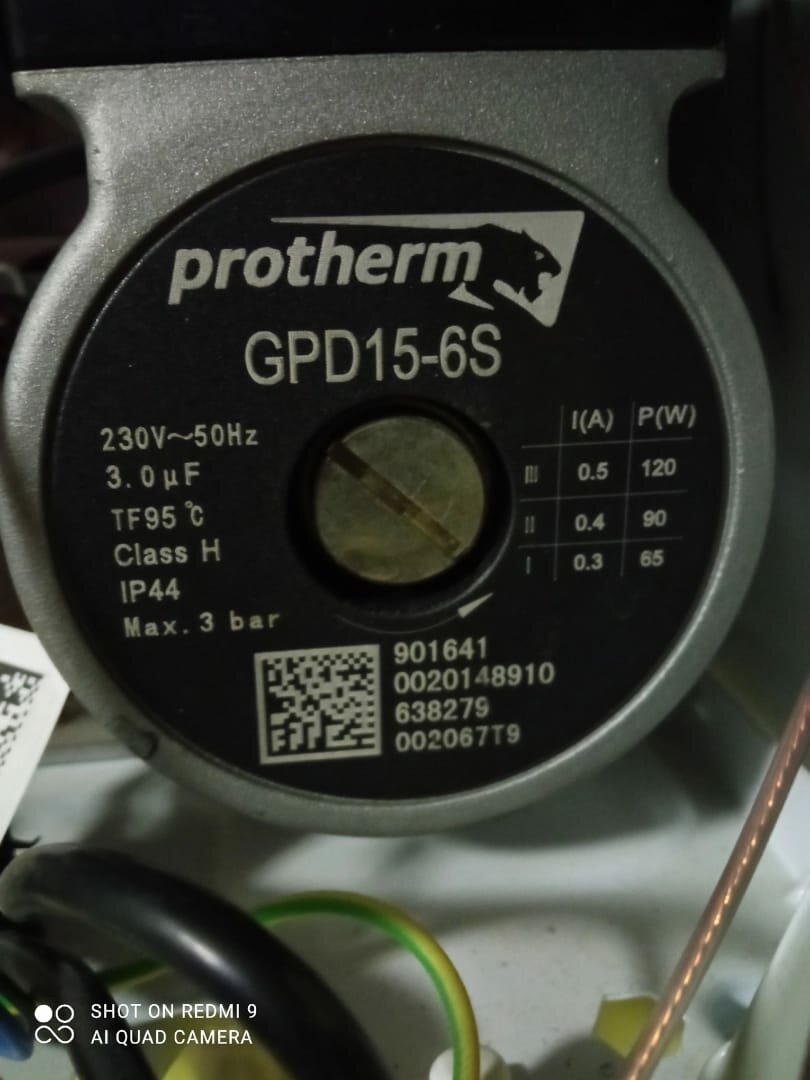 protherm
GPD15-6S
230V~50Hz
3.0µF
TF95℃
Class H
IP44
Max. 3 bar
I(A) P(W)
III 0.5 120
II 0.4 90
I 0.3 65
901641
0020148910
638279
002067T9
SHOT ON REDMI 9
AI QUAD CAMERA